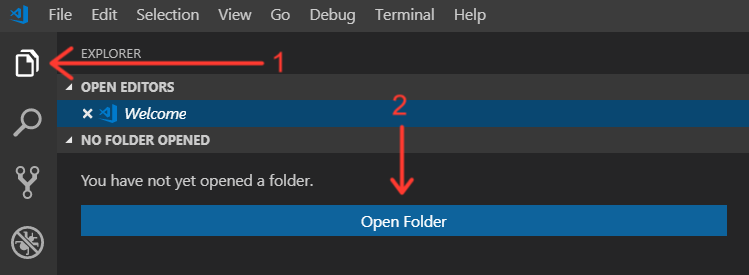 File Edit Selection View Go Debug Terminal Help
EXPLORER
1
OPEN EDITORS
Welcome
2
NO FOLDER OPENED
You have not yet opened a folder.
Open Folder